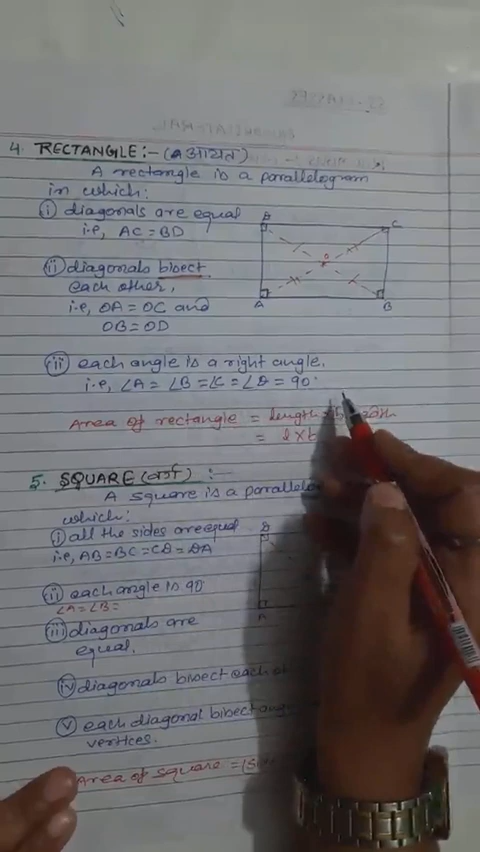 4. RECTANGLE:- (आयत)
A rectangle is a parallelogram
in which:
(i) diagonals are equal
i.e, AC = BD
D
C
O
A
B
(ii) diagonals bisect
each other,
i.e, OA = OC and
OB = OD
(iii) each angle is a right angle.
i.e, ∠A = ∠B = ∠C = ∠D = 90°
Area of rectangle = length ×
= l × b
5. SQUARE (वर्ग) :-
A square is a
which:
(i) all the sides are equal
i.e, AB = BC = CD = DA
D
A
(ii) each angle is 90°
∠A = ∠B =
(iii) diagonals are
equal.
(iv) diagonals bisect each
(v) each diagonal bisect
vertices.
Area of square =